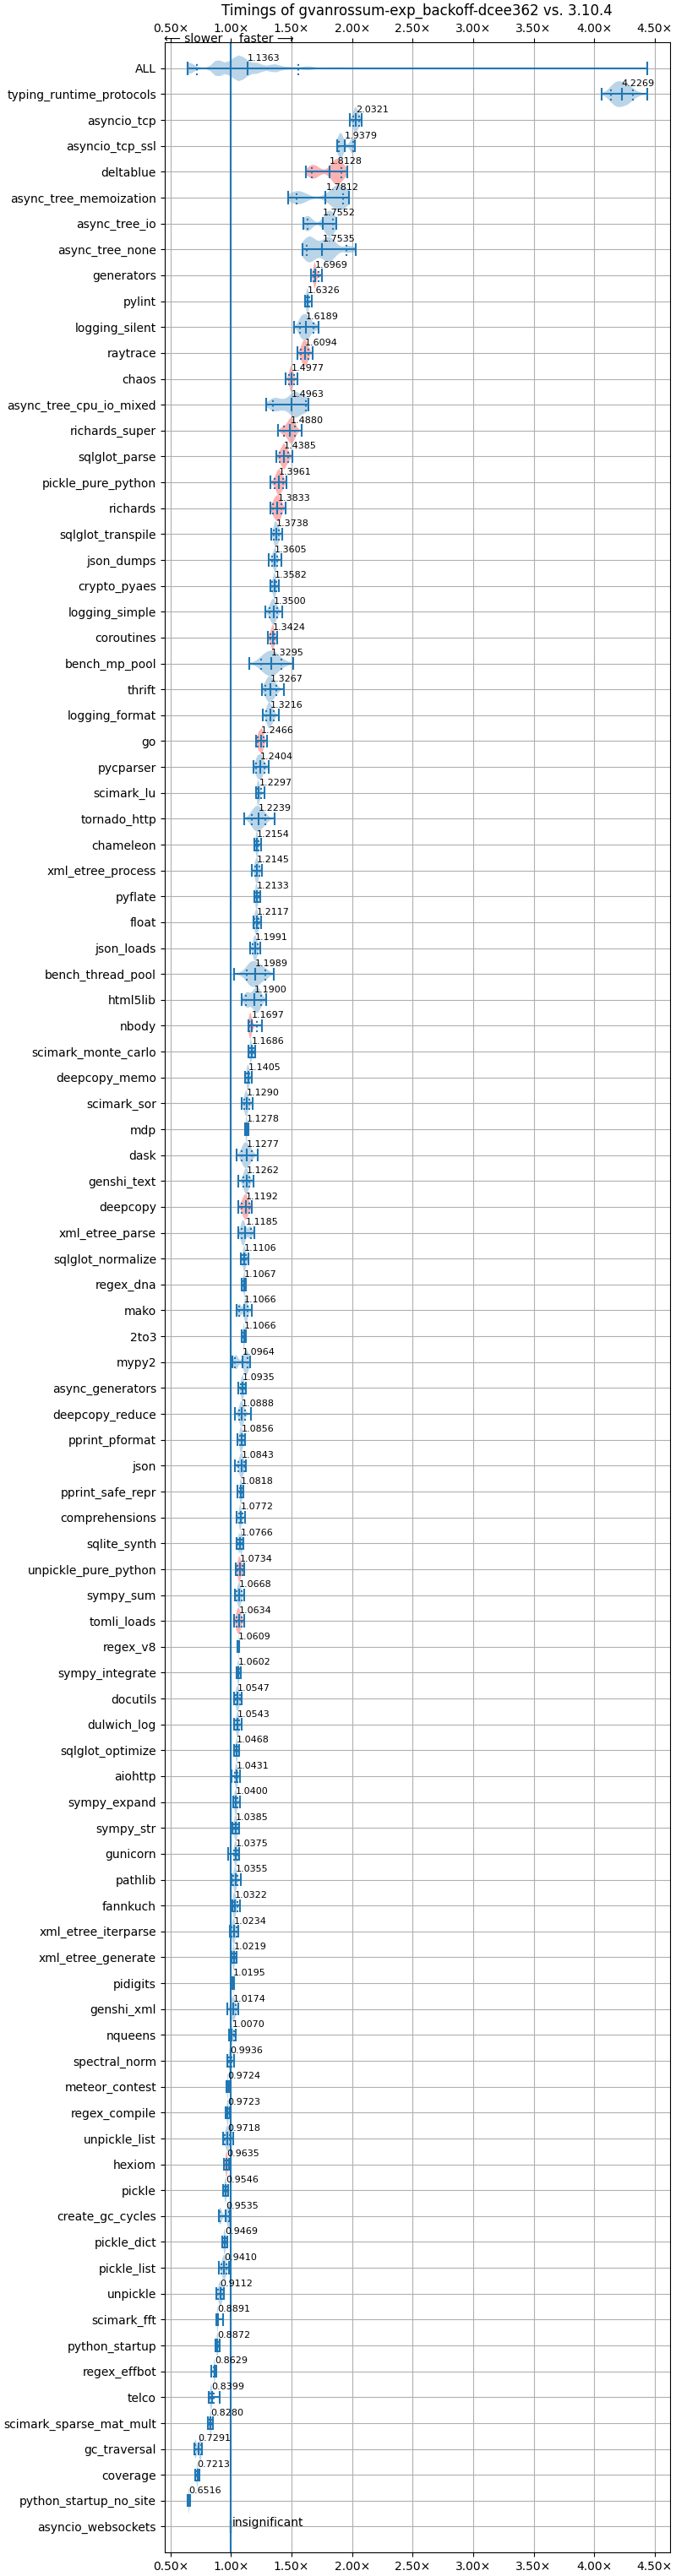 Timings of gvanrossum-exp_backoff-dcee362 vs. 3.10.4
0.50× 1.00× 1.50× 2.00× 2.50× 3.00× 3.50× 4.00× 4.50×
⟵ slower faster ⟶
ALL 1.1363
typing_runtime_protocols 4.2269
asyncio_tcp 2.0321
asyncio_tcp_ssl 1.9379
deltablue 1.8128
async_tree_memoization 1.7812
async_tree_io 1.7552
async_tree_none 1.7535
generators 1.6969
pylint 1.6326
logging_silent 1.6189
raytrace 1.6094
chaos 1.4977
async_tree_cpu_io_mixed 1.4963
richards_super 1.4880
sqlglot_parse 1.4385
pickle_pure_python 1.3961
richards 1.3833
sqlglot_transpile 1.3738
json_dumps 1.3605
crypto_pyaes 1.3582
logging_simple 1.3500
coroutines 1.3424
bench_mp_pool 1.3295
thrift 1.3267
logging_format 1.3216
go 1.2466
pycparser 1.2404
scimark_lu 1.2297
tornado_http 1.2239
chameleon 1.2154
xml_etree_process 1.2145
pyflate 1.2133
float 1.2117
json_loads 1.1991
bench_thread_pool 1.1989
html5lib 1.1900
nbody 1.1697
scimark_monte_carlo 1.1686
deepcopy_memo 1.1405
scimark_sor 1.1290
mdp 1.1278
dask 1.1277
genshi_text 1.1262
deepcopy 1.1192
xml_etree_parse 1.1185
sqlglot_normalize 1.1106
regex_dna 1.1067
mako 1.1066
2to3 1.1066
mypy2 1.0964
async_generators 1.0935
deepcopy_reduce 1.0888
pprint_pformat 1.0856
json 1.0843
pprint_safe_repr 1.0818
comprehensions 1.0772
sqlite_synth 1.0766
unpickle_pure_python 1.0734
sympy_sum 1.0668
tomli_loads 1.0634
regex_v8 1.0609
sympy_integrate 1.0602
docutils 1.0547
dulwich_log 1.0543
sqlglot_optimize 1.0468
aiohttp 1.0431
sympy_expand 1.0400
sympy_str 1.0385
gunicorn 1.0375
pathlib 1.0355
fannkuch 1.0322
xml_etree_iterparse 1.0234
xml_etree_generate 1.0219
pidigits 1.0195
genshi_xml 1.0174
nqueens 1.0070
spectral_norm 0.9936
meteor_contest 0.9724
regex_compile 0.9723
unpickle_list 0.9718
hexiom 0.9635
pickle 0.9546
create_gc_cycles 0.9535
pickle_dict 0.9469
pickle_list 0.9410
unpickle 0.9112
scimark_fft 0.8891
python_startup 0.8872
regex_effbot 0.8629
telco 0.8399
scimark_sparse_mat_mult 0.8280
gc_traversal 0.7291
coverage 0.7213
python_startup_no_site 0.6516
asyncio_websockets insignificant
0.50× 1.00× 1.50× 2.00× 2.50× 3.00× 3.50× 4.00× 4.50×